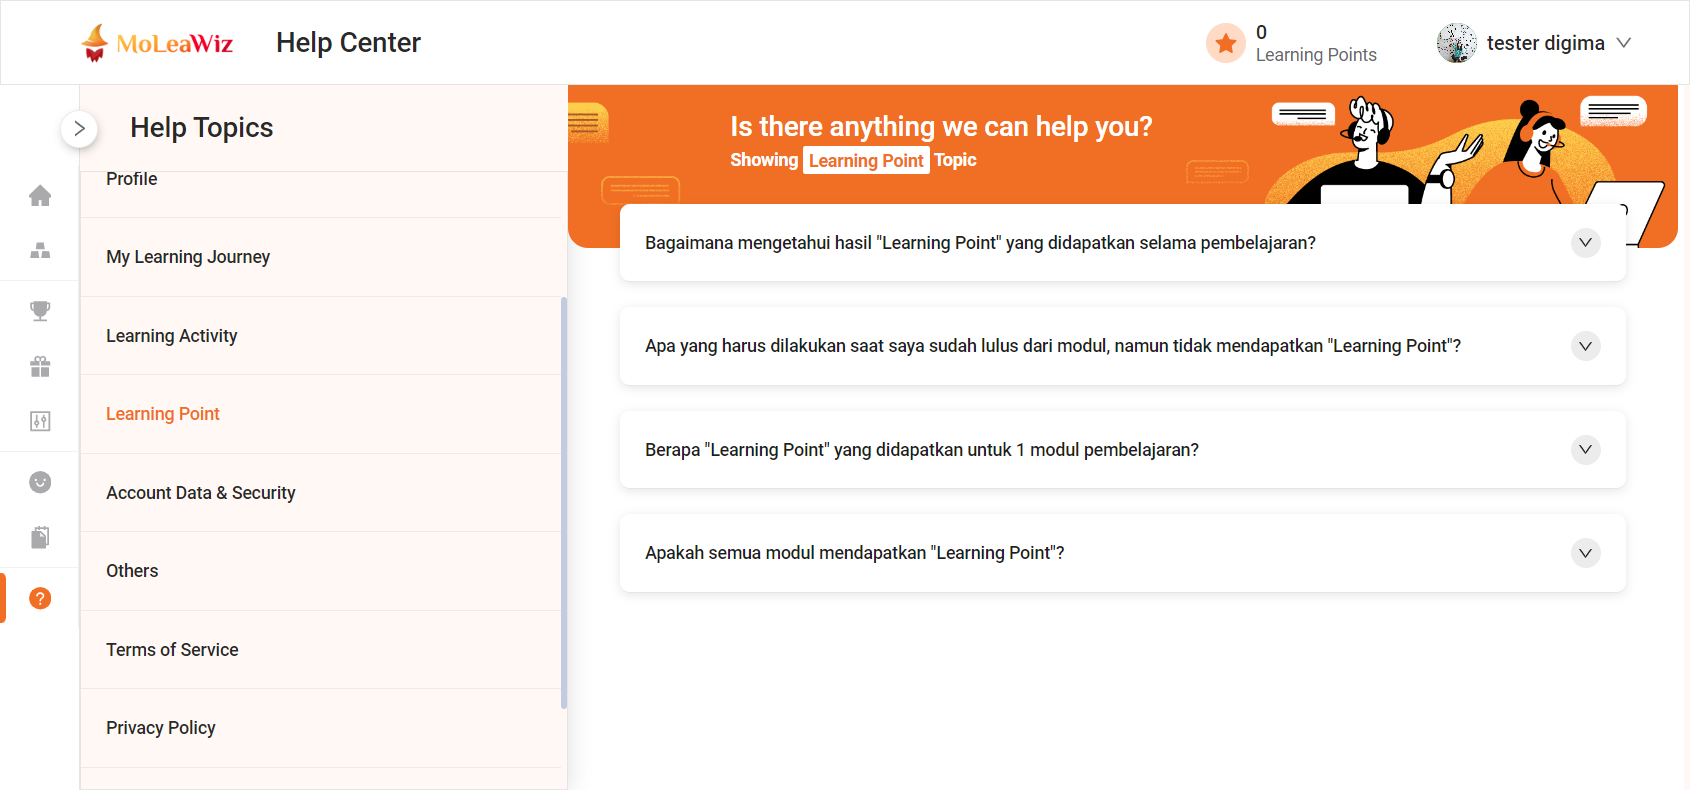 MoLeaWiz
Help Center
0
Learning Points
tester digima
Help Topics
Profile
My Learning Journey
Learning Activity
Learning Point
Account Data & Security
Others
Terms of Service
Privacy Policy
Is there anything we can help you?
Showing Learning Point Topic
Bagaimana mengetahui hasil "Learning Point" yang didapatkan selama pembelajaran?
Apa yang harus dilakukan saat saya sudah lulus dari modul, namun tidak mendapatkan "Learning Point"?
Berapa "Learning Point" yang didapatkan untuk 1 modul pembelajaran?
Apakah semua modul mendapatkan "Learning Point"?